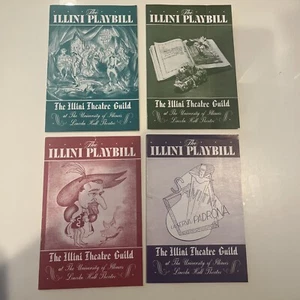 The
ILLINI PLAYBILL
The Illini Theatre Guild
at The University of Illinois
Lincoln Hall Theatre
The
ILLINI PLAYBILL
The Illini Theatre Guild
at The University of Illinois
Lincoln Hall Theatre
The
ILLINI PLAYBILL
The Illini Theatre Guild
at The University of Illinois
Lincoln Hall Theatre
The
ILLINI PLAYBILL
PADRONA
The Illini Theatre Guild
at The University of Illinois
Lincoln Hall Theatre